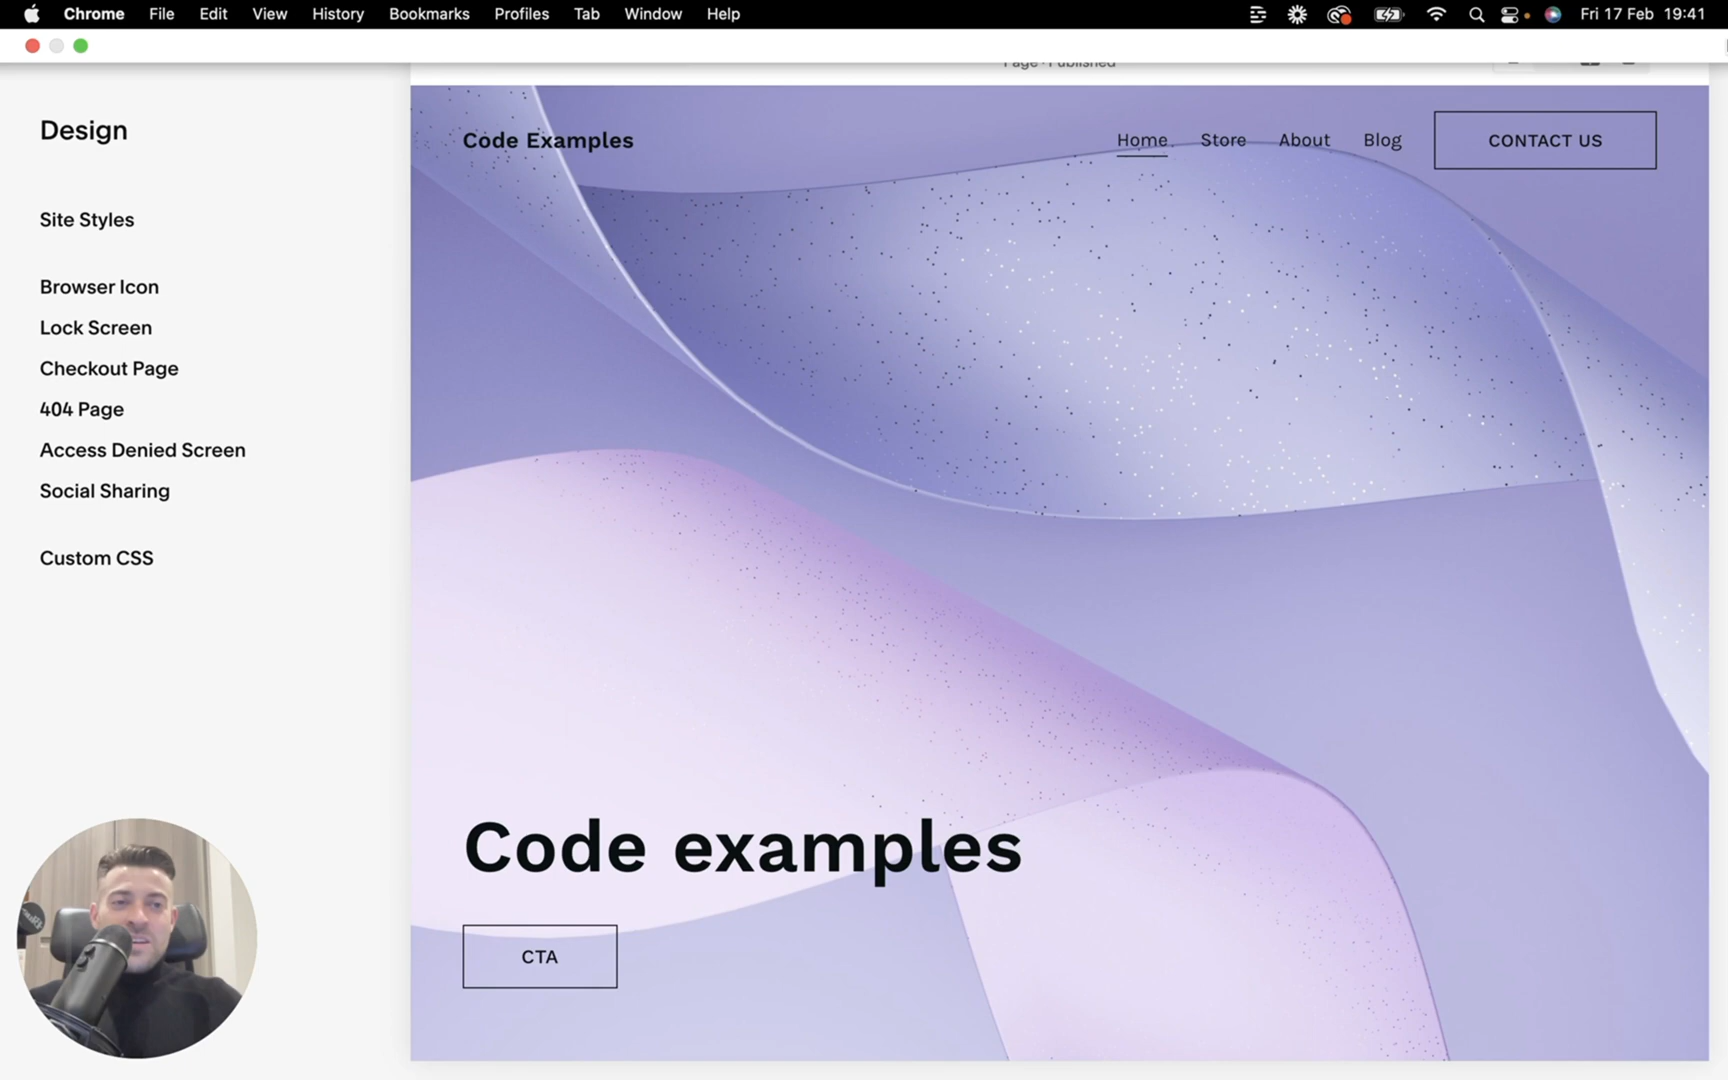 Chrome File Edit View History Bookmarks Profiles Tab Window Help Fri 17 Feb 19:41
Page · Published
Design
Site Styles
Browser Icon
Lock Screen
Checkout Page
404 Page
Access Denied Screen
Social Sharing
Custom CSS
Code Examples Home Store About Blog CONTACT US
Code examples
CTA